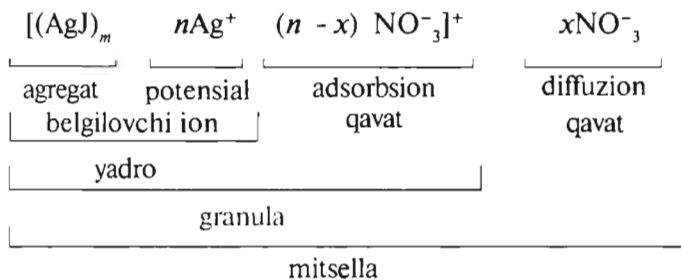 [(AgJ)ₘ nAg⁺ (n - x) NO⁻₃]⁺ xNO⁻₃
agregat potensial adsorbsion diffuzion
belgilovchi ion qavat qavat
yadro
granula
mitsella